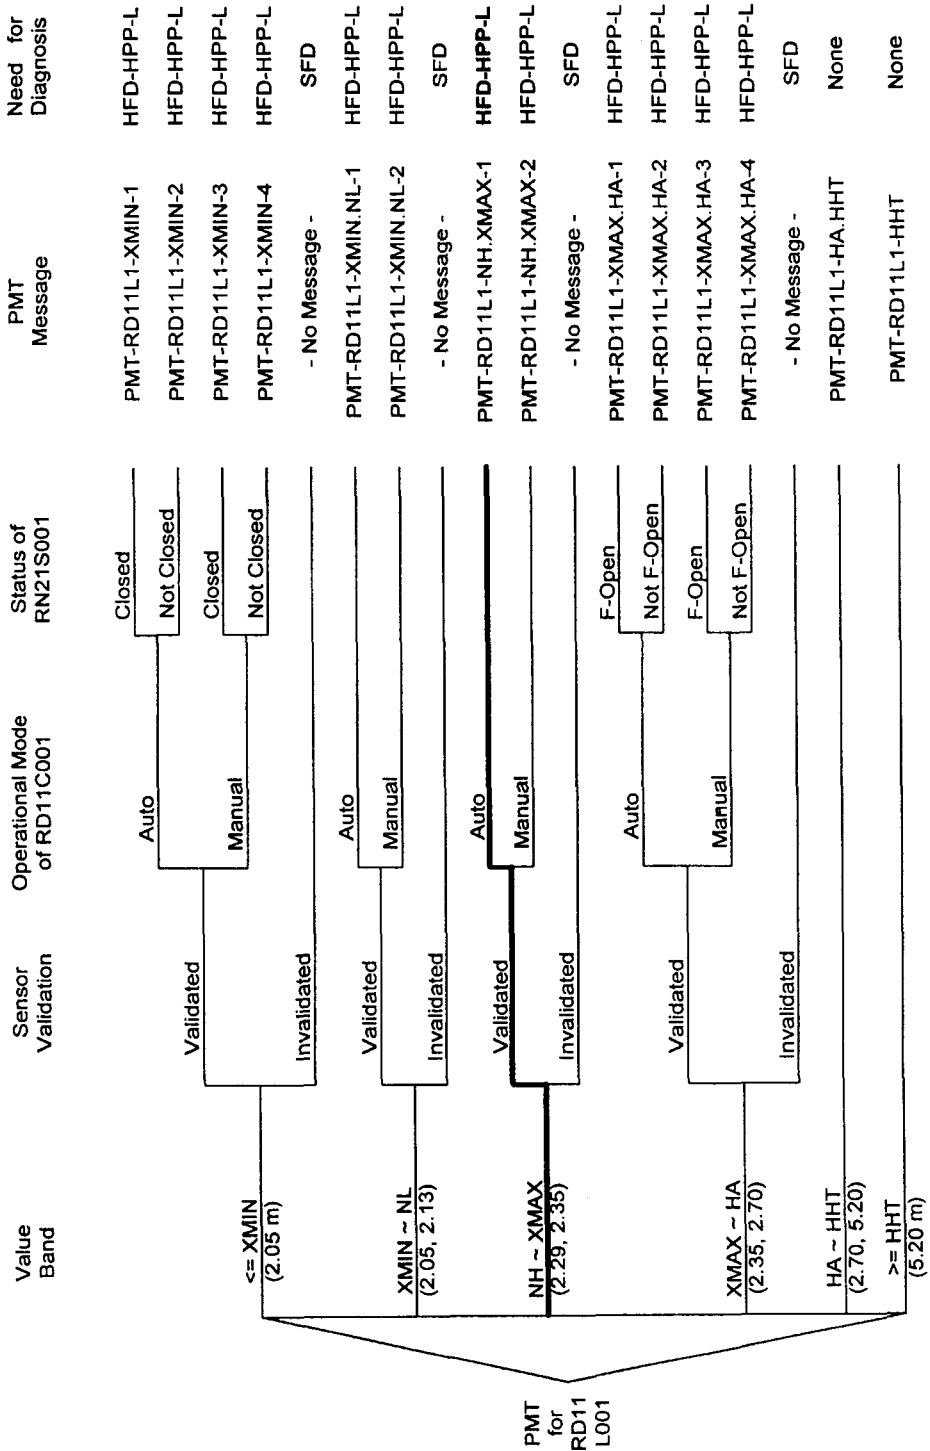 Value
Band
Sensor
Validation
Operational Mode
of RD11C001
Status of
RN21S001
PMT
Message
Need for
Diagnosis
PMT
for
RD11
L001
<= XMIN
(2.05 m)
Validated
Auto
Closed
PMT-RD11L1-XMIN-1
HFD-HPP-L
Not Closed
PMT-RD11L1-XMIN-2
HFD-HPP-L
Manual
Closed
PMT-RD11L1-XMIN-3
HFD-HPP-L
Not Closed
PMT-RD11L1-XMIN-4
HFD-HPP-L
Invalidated
- No Message -
SFD
XMIN ~ NL
(2.05, 2.13)
Validated
Auto
PMT-RD11L1-XMIN.NL-1
HFD-HPP-L
Manual
PMT-RD11L1-XMIN.NL-2
HFD-HPP-L
Invalidated
- No Message -
SFD
NH ~ XMAX
(2.29, 2.35)
Validated
Auto
PMT-RD11L1-NH.XMAX-1
HFD-HPP-L
Manual
PMT-RD11L1-NH.XMAX-2
HFD-HPP-L
Invalidated
- No Message -
SFD
XMAX ~ HA
(2.35, 2.70)
Validated
Auto
F-Open
PMT-RD11L1-XMAX.HA-1
HFD-HPP-L
Not F-Open
PMT-RD11L1-XMAX.HA-2
HFD-HPP-L
Manual
F-Open
PMT-RD11L1-XMAX.HA-3
HFD-HPP-L
Not F-Open
PMT-RD11L1-XMAX.HA-4
HFD-HPP-L
Invalidated
- No Message -
SFD
HA ~ HHT
(2.70, 5.20)
PMT-RD11L1-HA.HHT
None
>= HHT
(5.20 m)
PMT-RD11L1-HHT
None